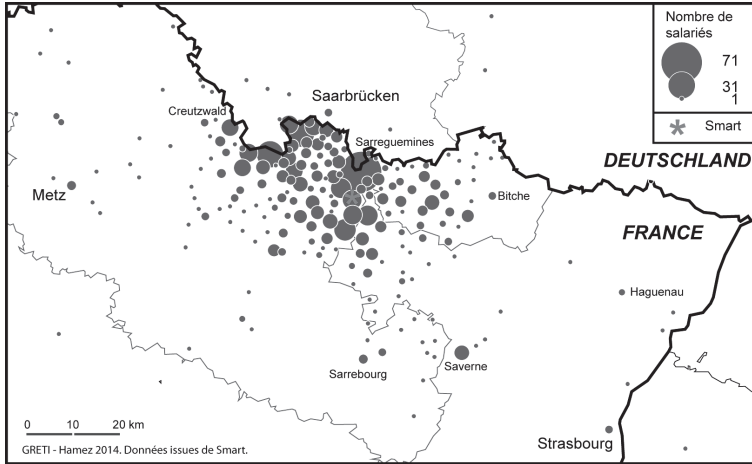 Nombre de
salariés
71
31
1
Smart
Saarbrücken
Creutzwald
Sarreguemines
DEUTSCHLAND
Metz
Bitche
FRANCE
Haguenau
Sarrebourg
Saverne
0 10 20 km
Strasbourg
GRETI - Hamez 2014. Données issues de Smart.